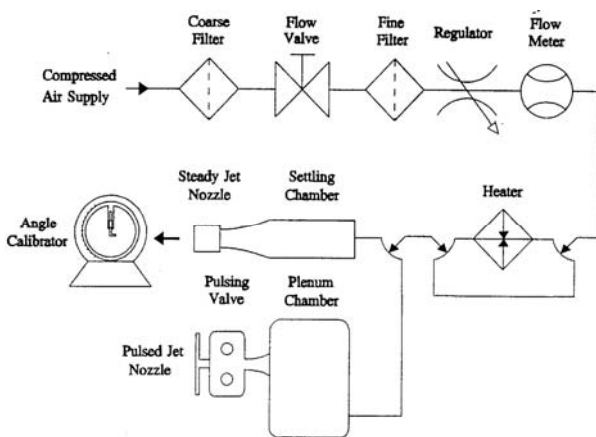 Coarse
Filter
Flow
Valve
Fine
Filter
Regulator
Flow
Meter
Compressed
Air Supply
Steady Jet
Nozzle
Settling
Chamber
Heater
Angle
Calibrator
Pulsing
Valve
Plenum
Chamber
Pulsed Jet
Nozzle